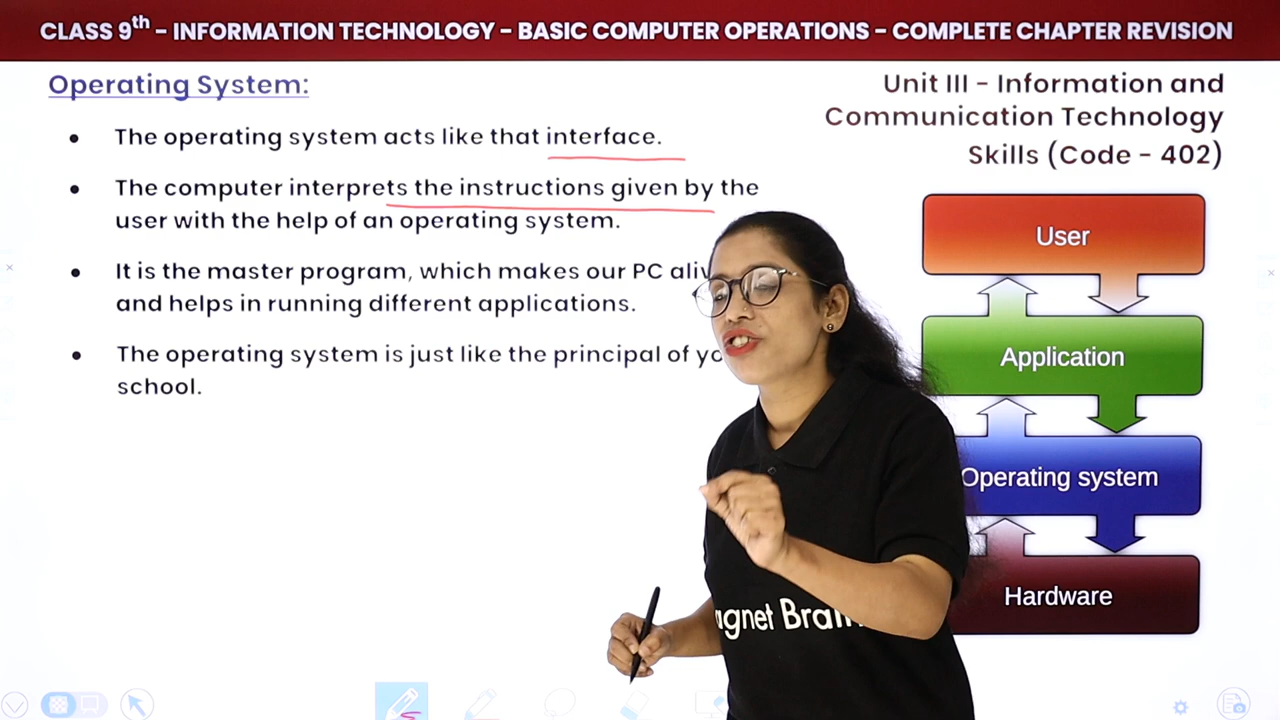 CLASS 9th - INFORMATION TECHNOLOGY - BASIC COMPUTER OPERATIONS - COMPLETE CHAPTER REVISION
Operating System:
• The operating system acts like that interface.
• The computer interprets the instructions given by the
user with the help of an operating system.
• It is the master program, which makes our PC
and helps in running different applications.
• The operating system is just like the principal of
school.
Unit III - Information and
Communication Technology
Skills (Code - 402)
User
Application
Operating system
Hardware